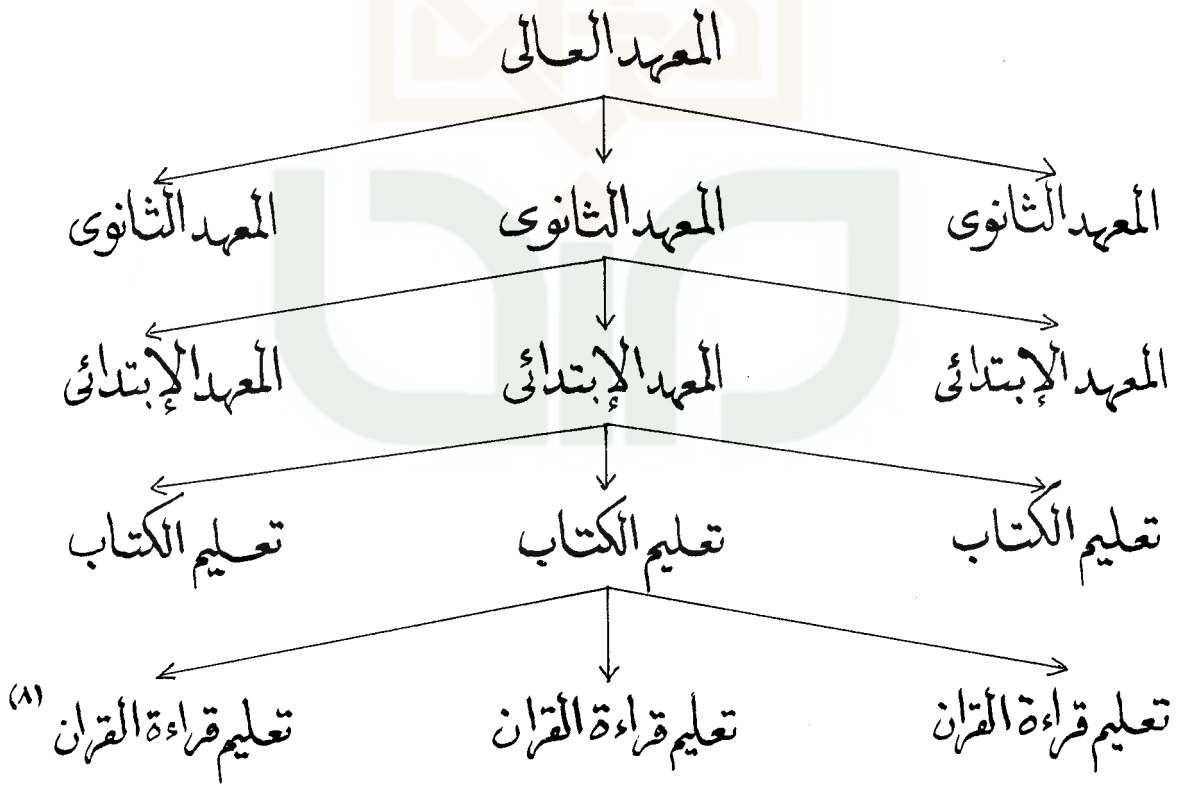 المعهد العالى
المعهد الثانوى المعهد الثانوى المعهد الثانوى
المعهد الإبتدائى المعهد الإبتدائى المعهد الإبتدائى
تعليم الكتاب تعليم الكتاب تعليم الكتاب
تعليم قراءة القران تعليم قراءة القران تعليم قراءة القران (٨)